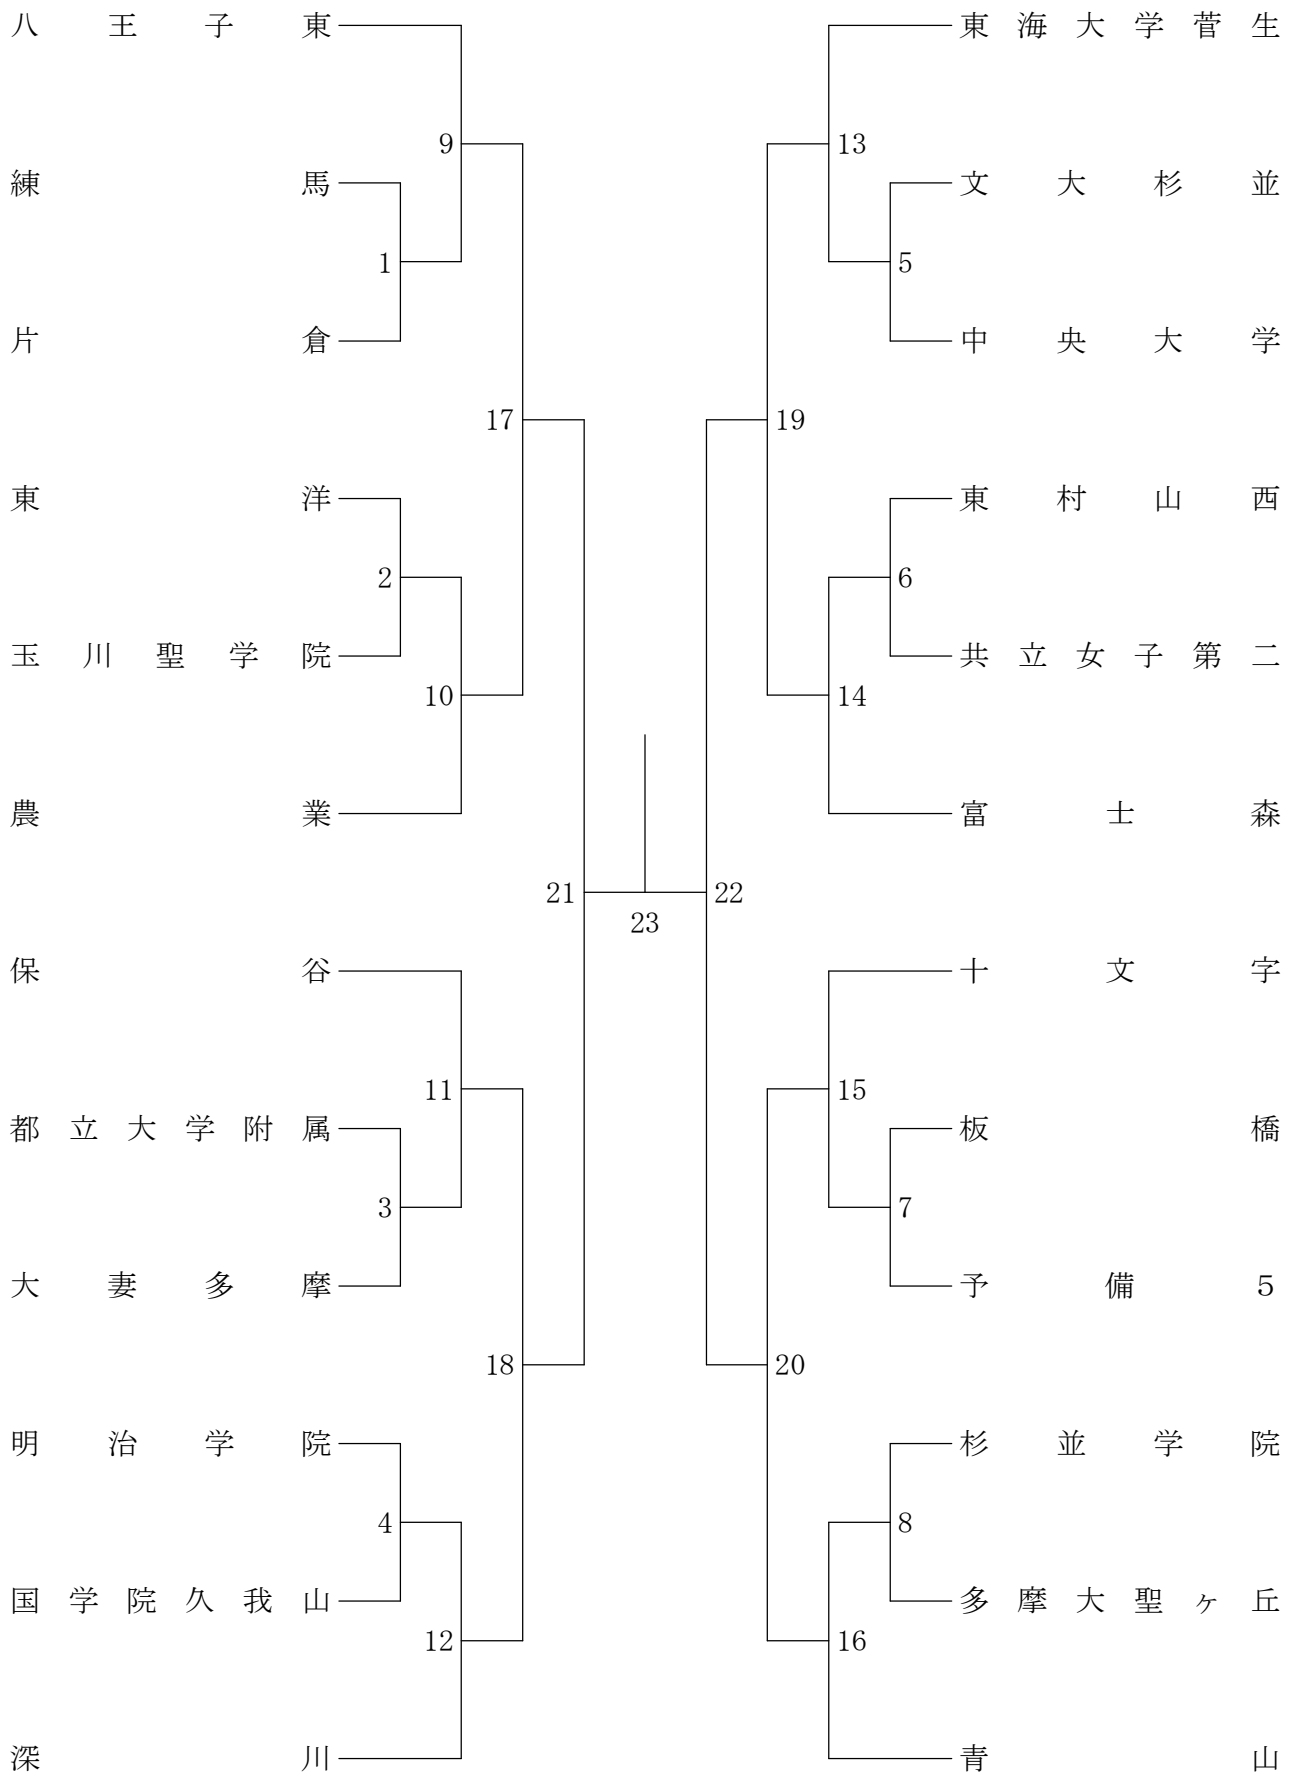 八王子東
9
練馬
1
片倉
17
東洋
2
玉川聖学院
10
農業
21
保谷
11
都立大学附属
3
大妻多摩
18
明治学院
4
国学院久我山
12
深川
23
東海大学菅生
13
文大杉並
5
中央大学
19
東村山西
6
共立女子第二
14
富士森
22
十文字
15
板橋
7
予備5
20
杉並学院
8
多摩大聖ヶ丘
16
青山